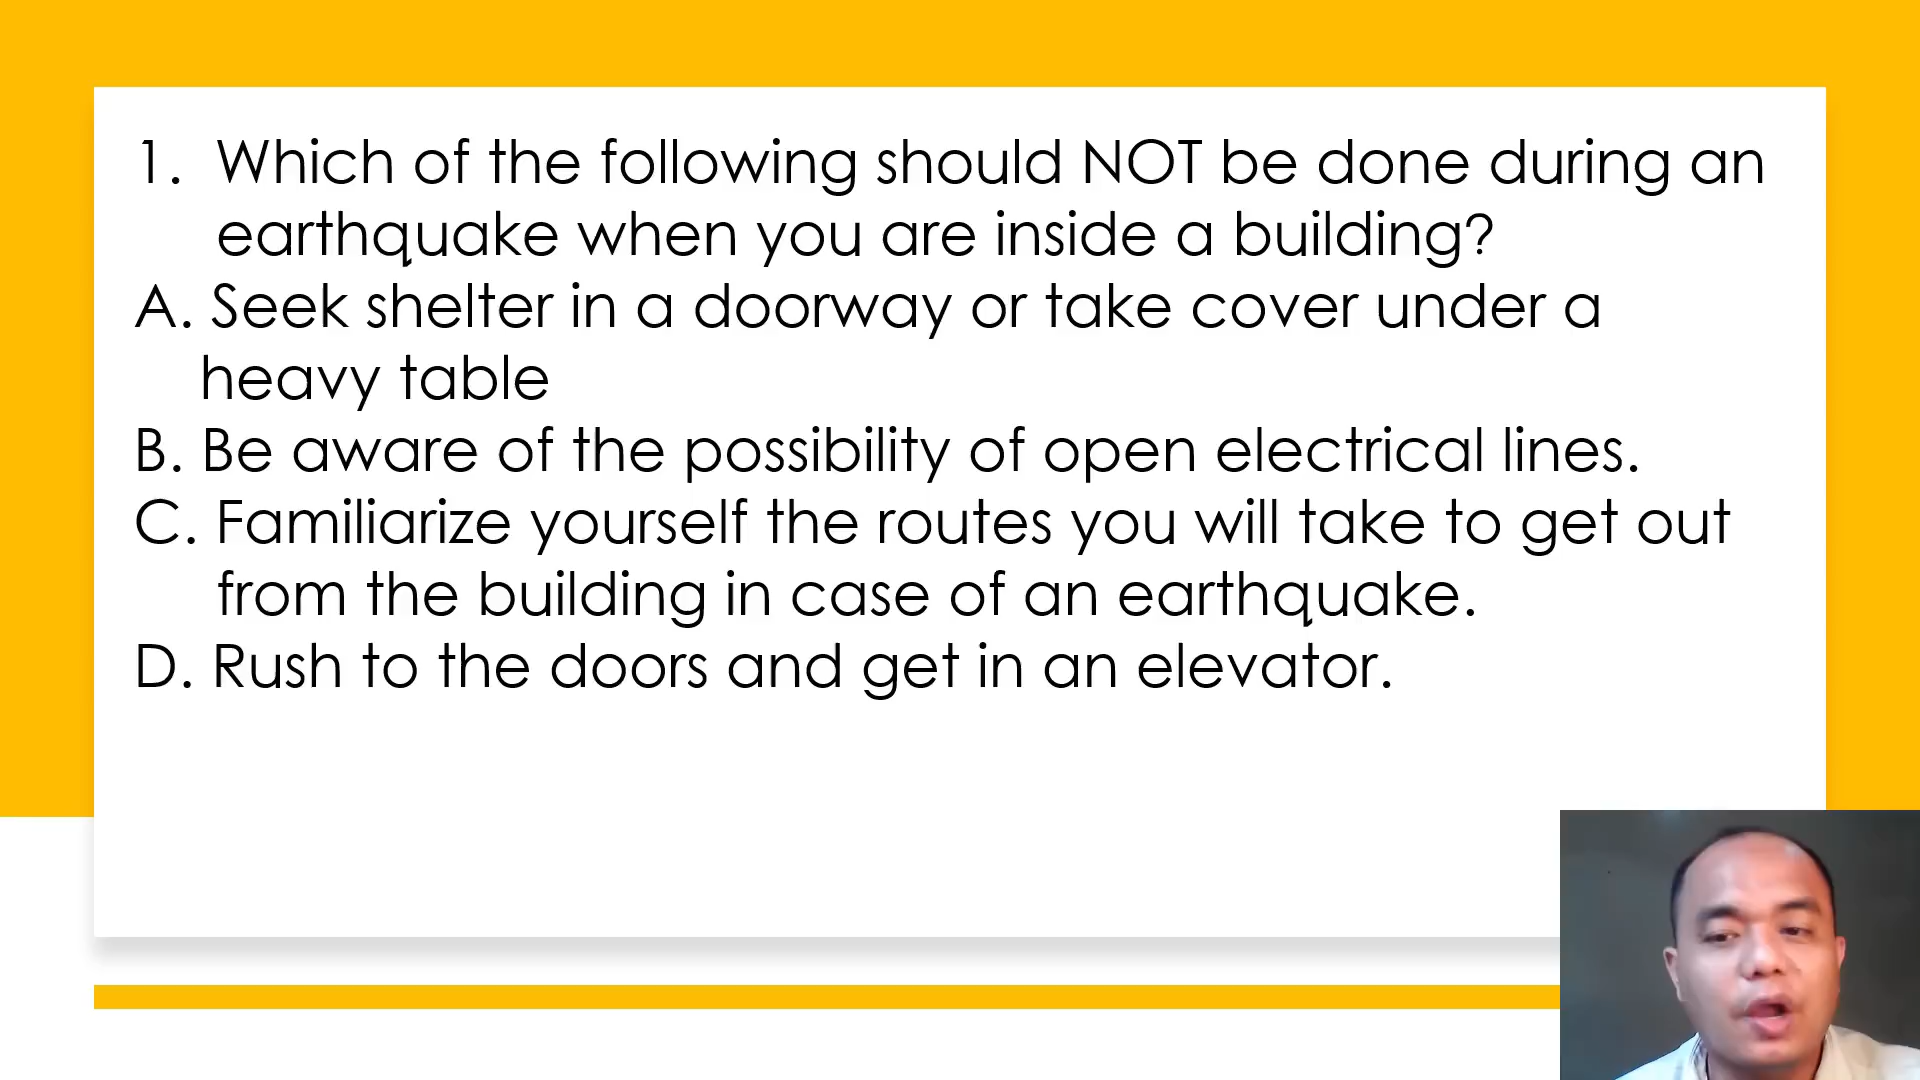 1. Which of the following should NOT be done during an
earthquake when you are inside a building?
A. Seek shelter in a doorway or take cover under a
heavy table
B. Be aware of the possibility of open electrical lines.
C. Familiarize yourself the routes you will take to get out
from the building in case of an earthquake.
D. Rush to the doors and get in an elevator.